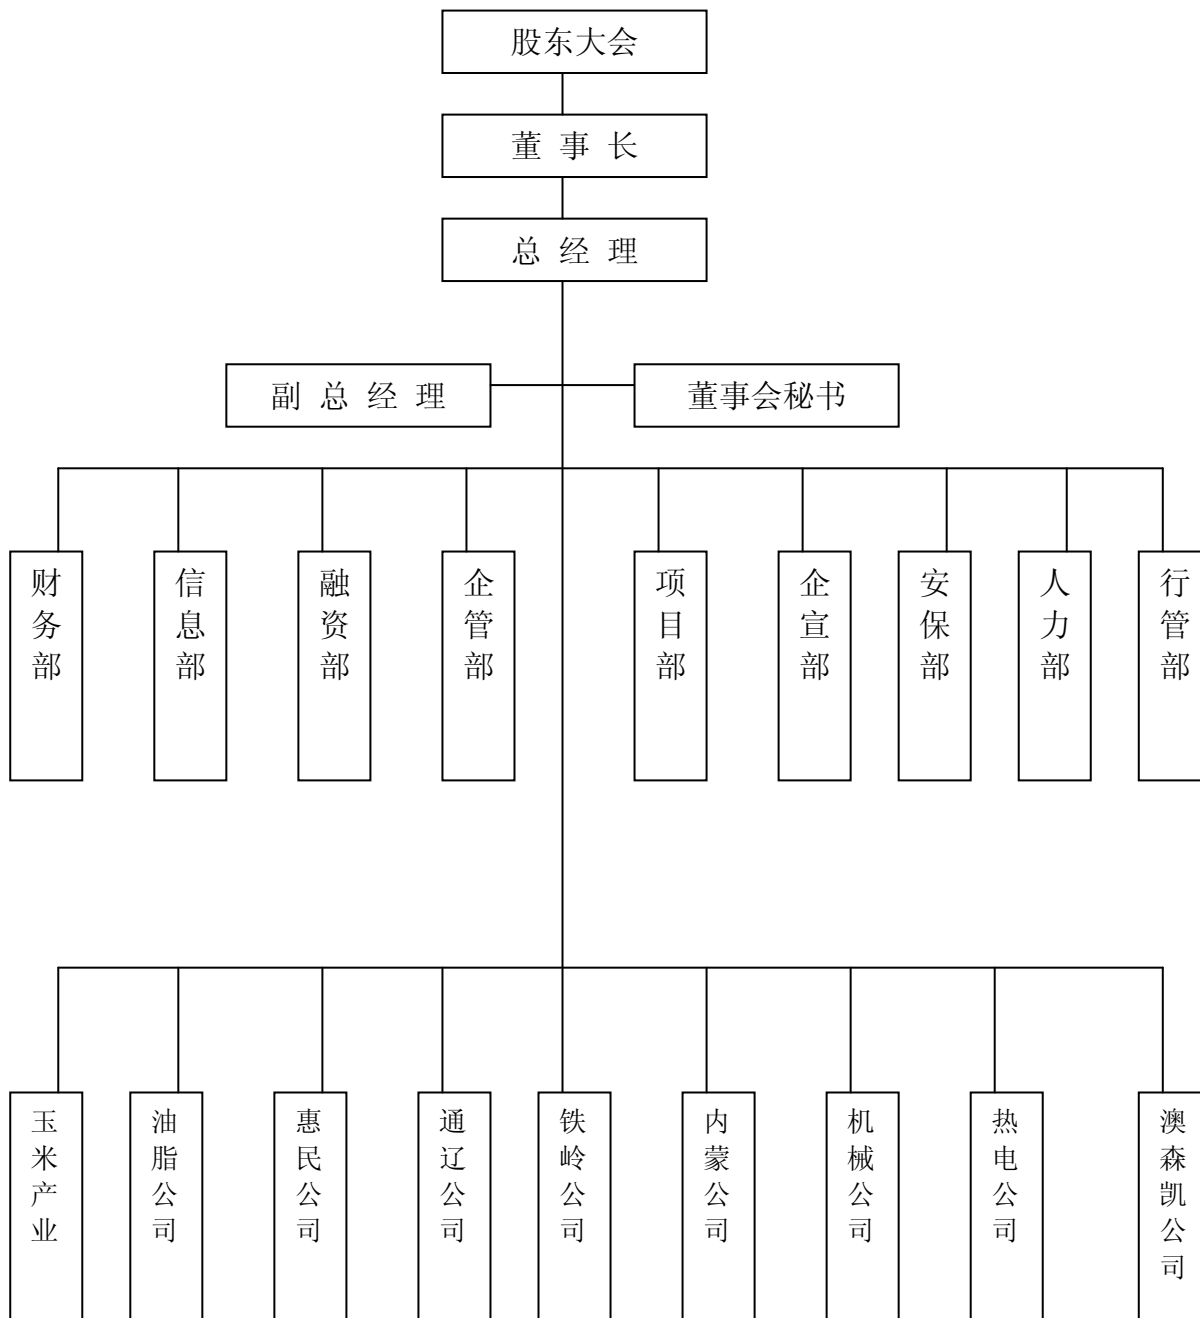 股东大会
董 事 长
总 经 理
副 总 经 理
董事会秘书
财务部
信息部
融资部
企管部
项目部
企宣部
安保部
人力部
行管部
玉米产业
油脂公司
惠民公司
通辽公司
铁岭公司
内蒙公司
机械公司
热电公司
澳森凯公司